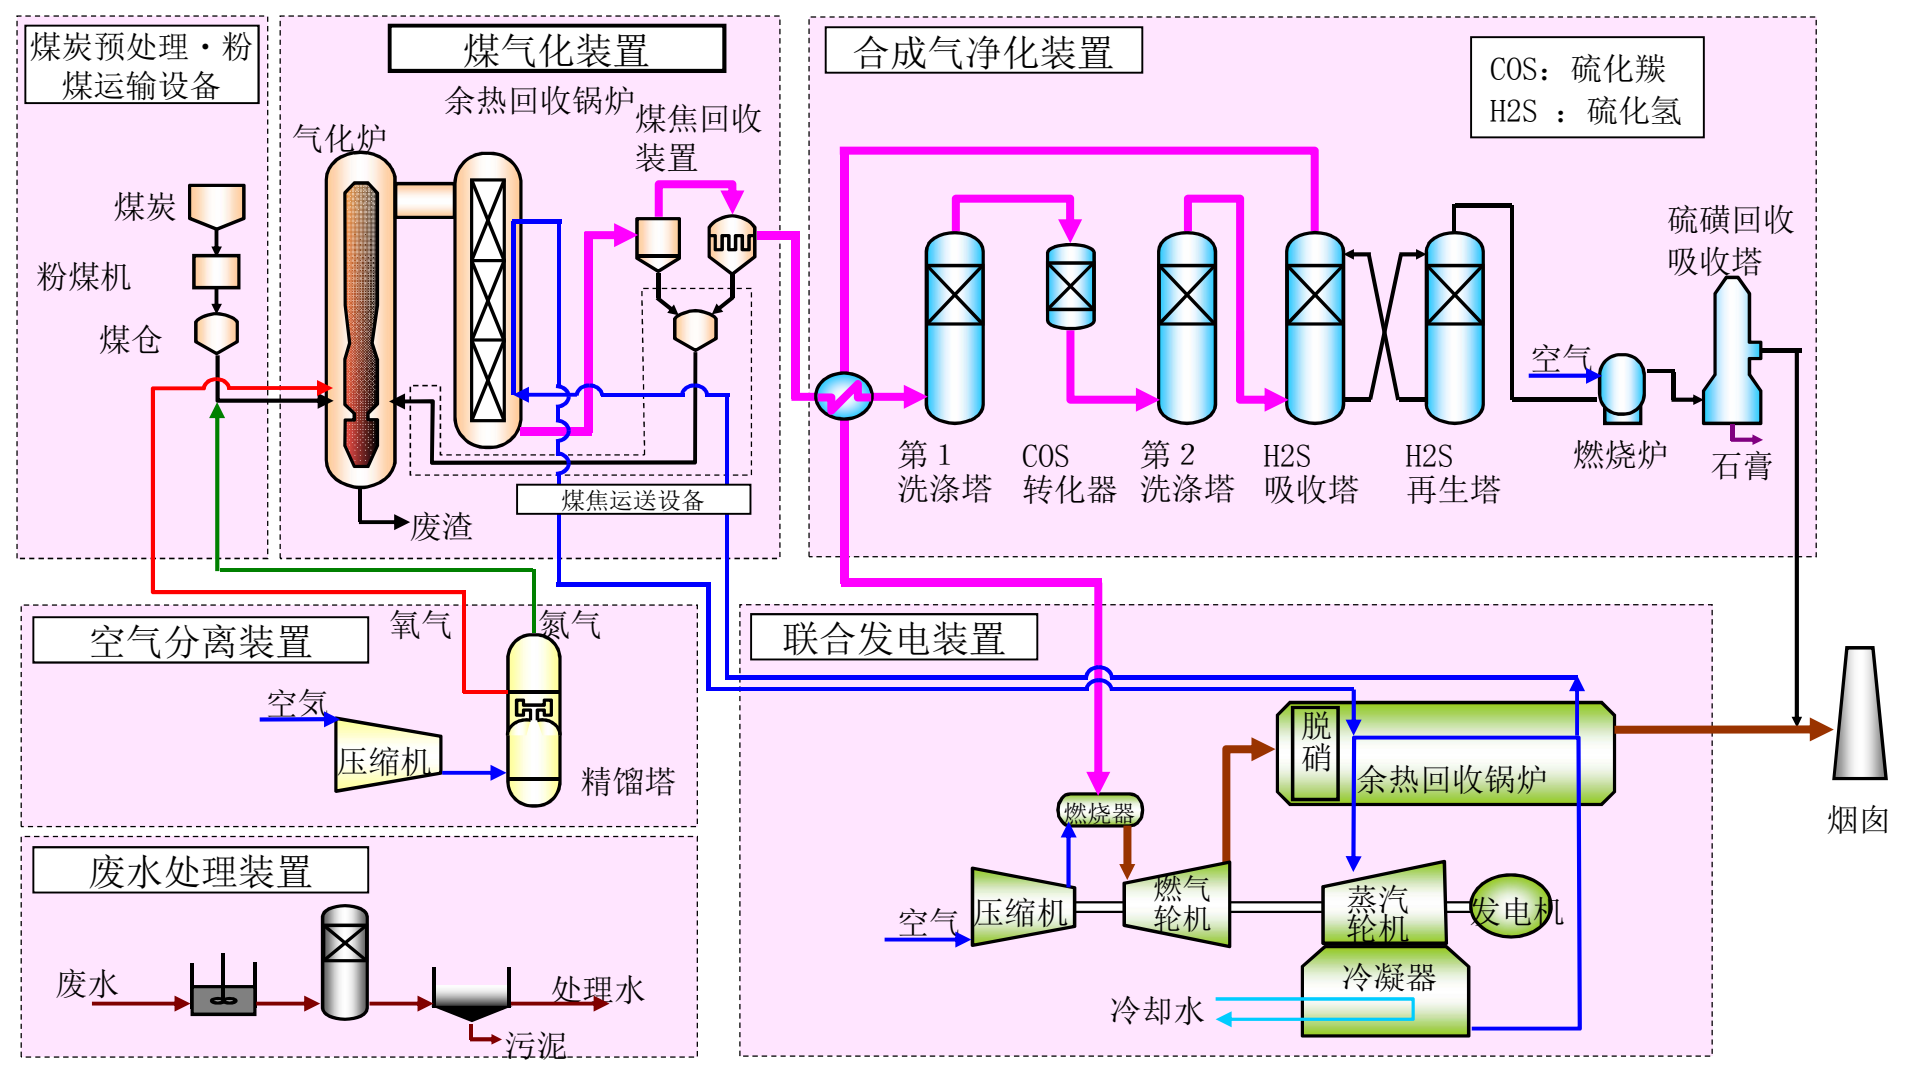 煤炭预处理·粉
煤运输设备
煤炭
粉煤机
煤仓
煤气化装置
余热回收锅炉
气化炉
煤焦回收
装置
煤焦运送设备
废渣
合成气净化装置
COS：硫化羰
H2S ：硫化氢
硫磺回收
吸收塔
空气
第1
洗涤塔
COS
转化器
第2
洗涤塔
H2S
吸收塔
H2S
再生塔
燃烧炉
石膏
空气分离装置
氧气
氮气
空気
压缩机
精馏塔
废水处理装置
废水
处理水
污泥
联合发电装置
脱
硝
余热回收锅炉
燃烧器
空气
压缩机
燃气
轮机
蒸汽
轮机
发电机
冷凝器
冷却水
烟囱